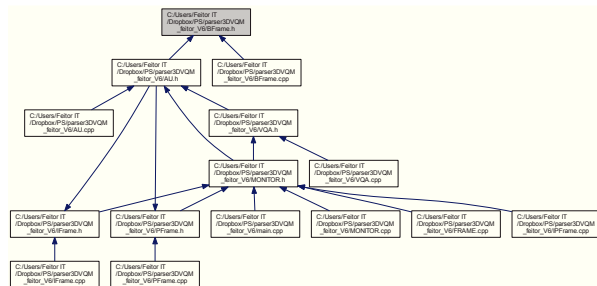 C:/Users/Feitor IT
/Dropbox/PS/parser3DVQM
_feitor_V6/BFrame.h
C:/Users/Feitor IT
/Dropbox/PS/parser3DVQM
_feitor_V6/AU.h
C:/Users/Feitor IT
/Dropbox/PS/parser3DVQM
_feitor_V6/BFrame.cpp
C:/Users/Feitor IT
/Dropbox/PS/parser3DVQM
_feitor_V6/AU.cpp
C:/Users/Feitor IT
/Dropbox/PS/parser3DVQM
_feitor_V6/VQA.h
C:/Users/Feitor IT
/Dropbox/PS/parser3DVQM
_feitor_V6/MONITOR.h
C:/Users/Feitor IT
/Dropbox/PS/parser3DVQM
_feitor_V6/VQA.cpp
C:/Users/Feitor IT
/Dropbox/PS/parser3DVQM
_feitor_V6/IFrame.h
C:/Users/Feitor IT
/Dropbox/PS/parser3DVQM
_feitor_V6/PFrame.h
C:/Users/Feitor IT
/Dropbox/PS/parser3DVQM
_feitor_V6/main.cpp
C:/Users/Feitor IT
/Dropbox/PS/parser3DVQM
_feitor_V6/MONITOR.cpp
C:/Users/Feitor IT
/Dropbox/PS/parser3DVQM
_feitor_V6/FRAME.cpp
C:/Users/Feitor IT
/Dropbox/PS/parser3DVQM
_feitor_V6/IPFrame.cpp
C:/Users/Feitor IT
/Dropbox/PS/parser3DVQM
_feitor_V6/IFrame.cpp
C:/Users/Feitor IT
/Dropbox/PS/parser3DVQM
_feitor_V6/PFrame.cpp